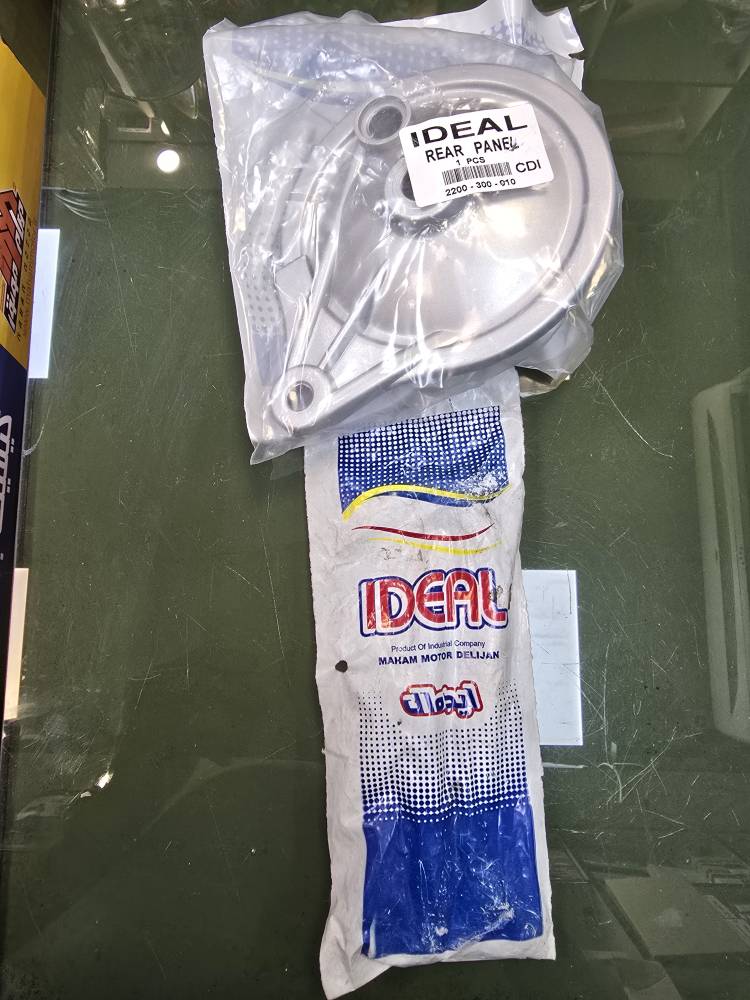 IDEAL
REAR PANEL
1 PCS
CDI
2200-300-010
IDEAL
Product Of Industrial Company
MAHAM MOTOR DELIJAN
ایده‌آل